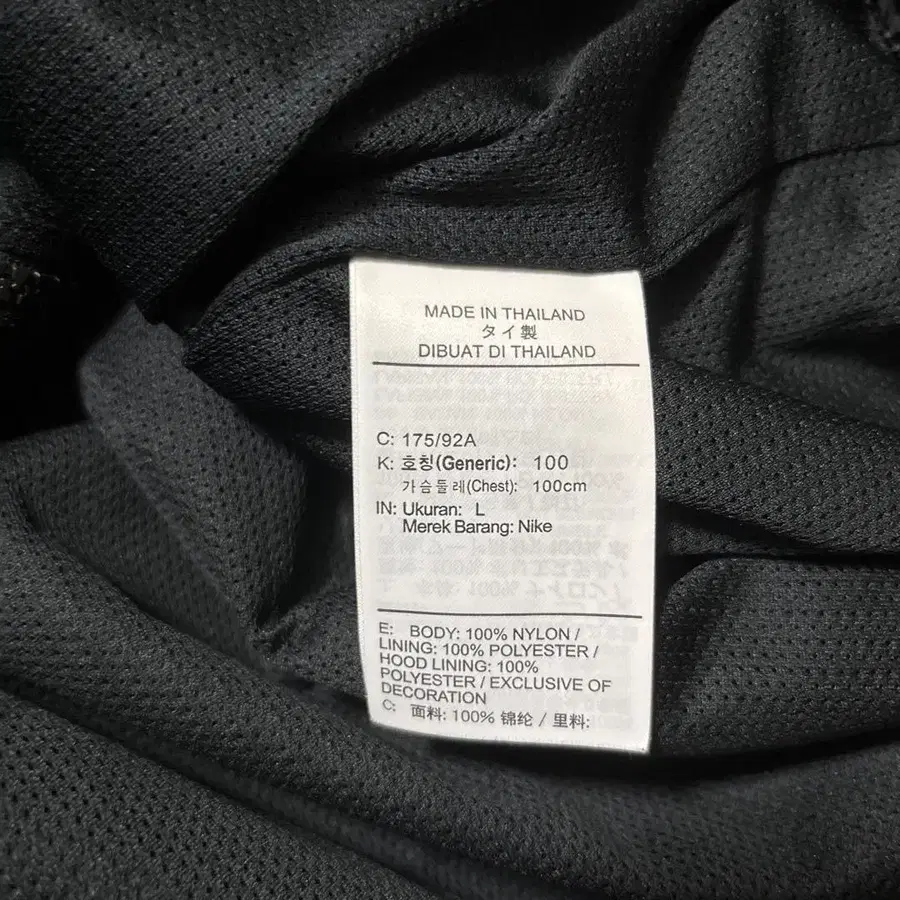 MADE IN THAILAND
タイ製
DIBUAT DI THAILAND
C: 175/92A
K: 호칭(Generic): 100
가슴둘레(Chest): 100cm
IN: Ukuran: L
Merek Barang: Nike
E: BODY: 100% NYLON /
LINING: 100% POLYESTER /
HOOD LINING: 100%
POLYESTER / EXCLUSIVE OF
DECORATION
C: 面料: 100% 锦纶 / 里料: